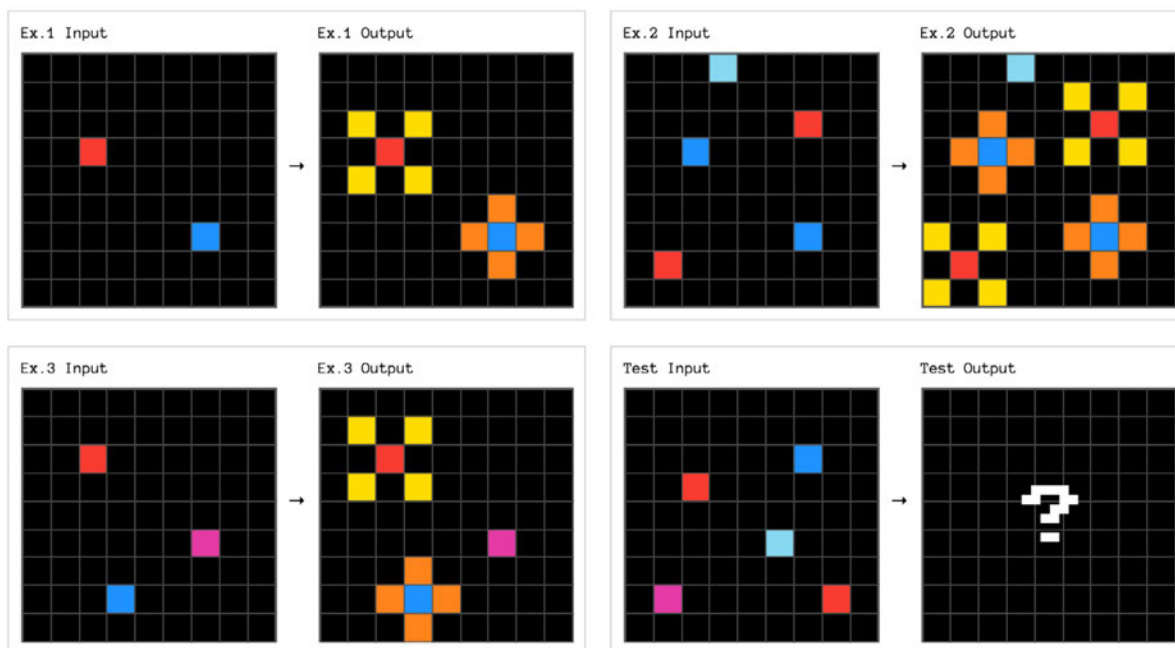 Ex.1 Input
Ex.1 Output
→
Ex.2 Input
Ex.2 Output
→
Ex.3 Input
Ex.3 Output
→
Test Input
Test Output
→
?